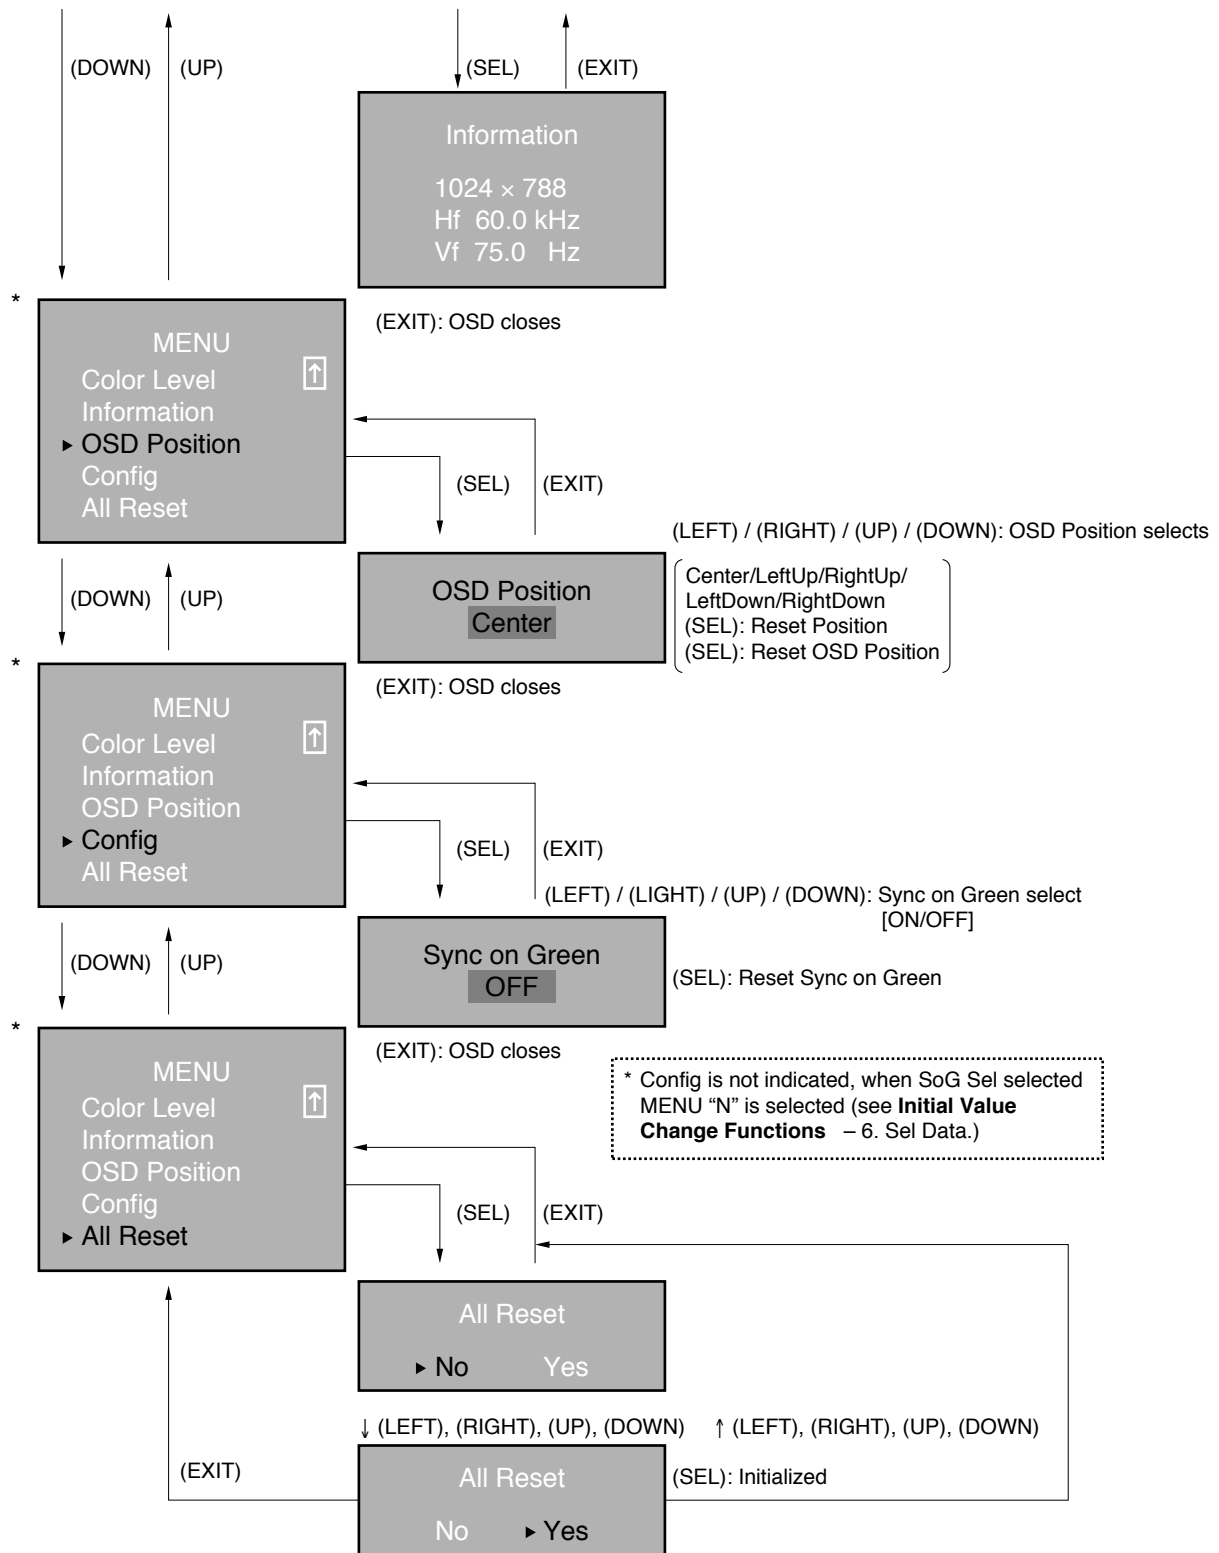 (DOWN) (UP) (SEL) (EXIT)
Information
1024 × 788
Hf 60.0 kHz
Vf 75.0 Hz
(EXIT): OSD closes
*
MENU
Color Level ↑
Information
► OSD Position
Config
All Reset
(SEL) (EXIT)
(LEFT) / (RIGHT) / (UP) / (DOWN): OSD Position selects
OSD Position
Center
Center/LeftUp/RightUp/
LeftDown/RightDown
(SEL): Reset Position
(SEL): Reset OSD Position
(EXIT): OSD closes
(DOWN) (UP)
*
MENU
Color Level ↑
Information
OSD Position
► Config
All Reset
(SEL) (EXIT)
(LEFT) / (LIGHT) / (UP) / (DOWN): Sync on Green select
[ON/OFF]
Sync on Green
OFF
(SEL): Reset Sync on Green
(EXIT): OSD closes
(DOWN) (UP)
*
MENU
Color Level ↑
Information
OSD Position
Config
► All Reset
* Config is not indicated, when SoG Sel selected
MENU “N” is selected (see Initial Value
Change Functions – 6. Sel Data.)
(SEL) (EXIT)
All Reset
► No Yes
↓ (LEFT), (RIGHT), (UP), (DOWN) ↑ (LEFT), (RIGHT), (UP), (DOWN)
(EXIT)
All Reset
No ► Yes
(SEL): Initialized